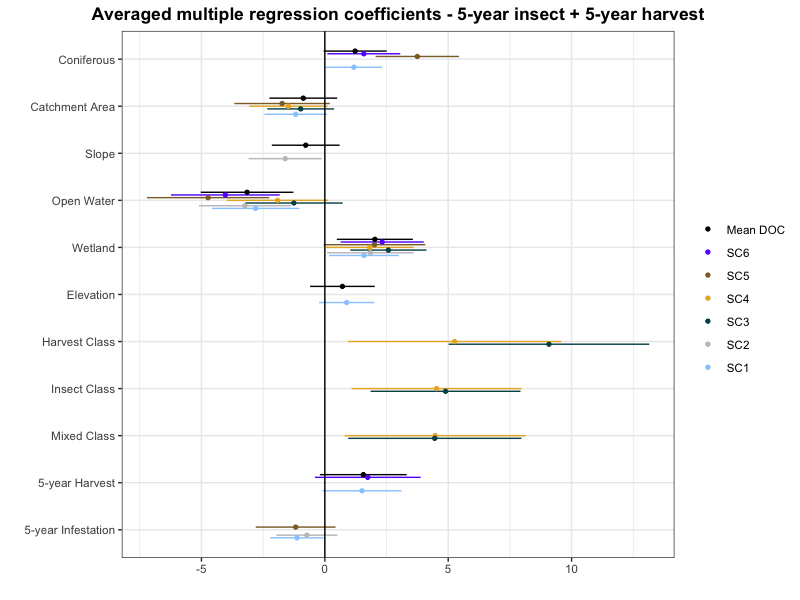 Averaged multiple regression coefficients - 5-year insect + 5-year harvest
Coniferous
Catchment Area
Slope
Open Water
Wetland
Elevation
Harvest Class
Insect Class
Mixed Class
5-year Harvest
5-year Infestation
-5
0
5
10
Mean DOC
SC6
SC5
SC4
SC3
SC2
SC1